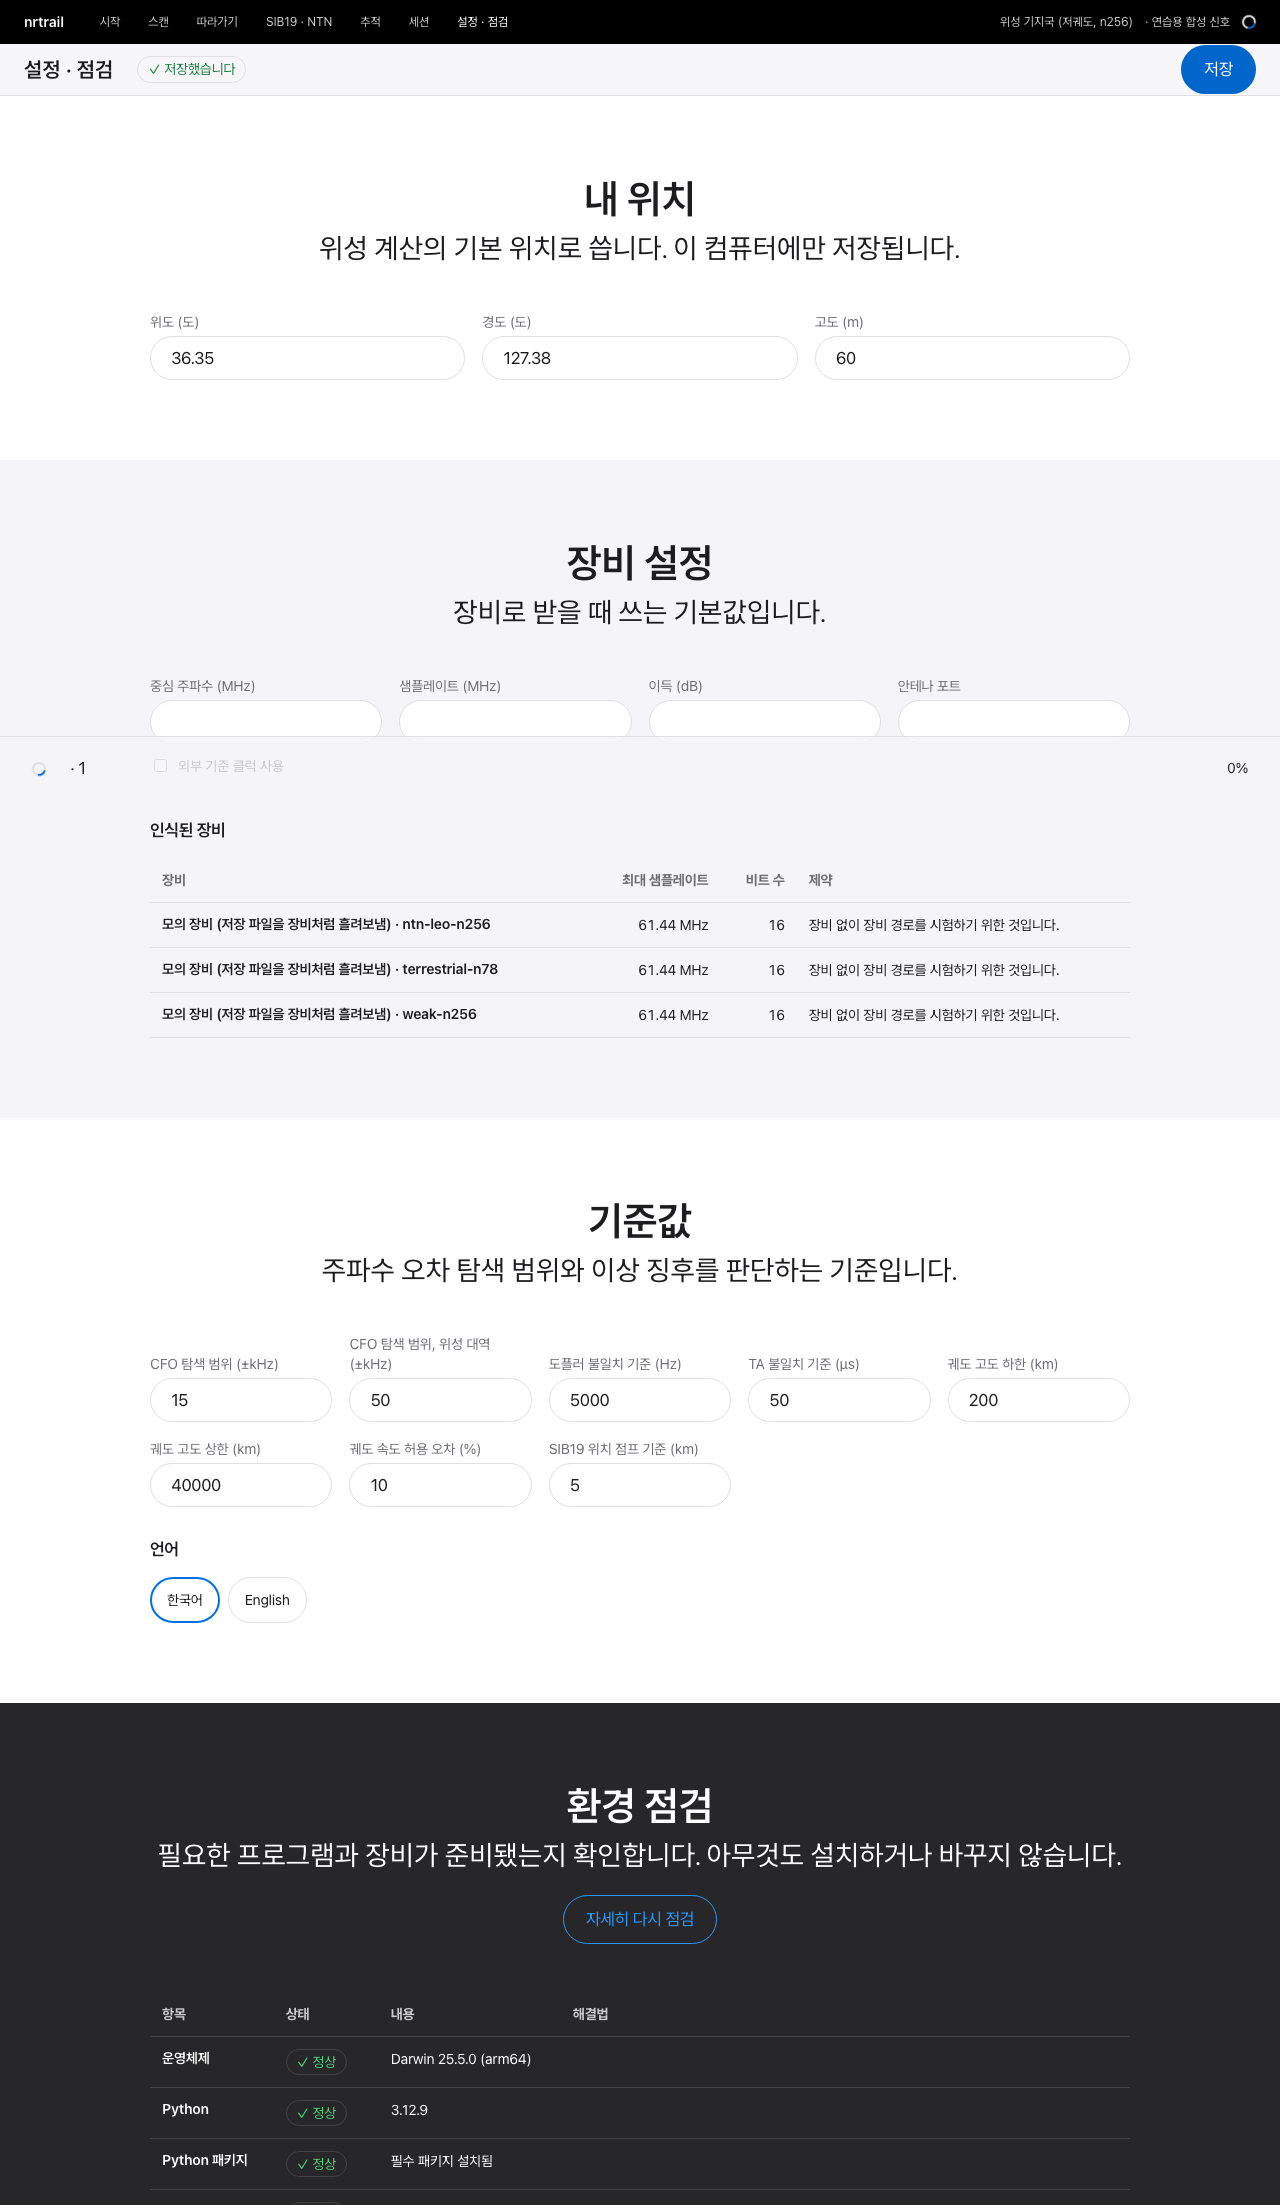 nrtrail 시작 스캔 따라가기 SIB19 · NTN 추적 세션 설정 · 점검 위성 기지국 (저궤도, n256) · 연습용 합성 신호
설정 · 점검 ✓ 저장했습니다 저장
내 위치
위성 계산의 기본 위치로 씁니다. 이 컴퓨터에만 저장됩니다.
위도 (도) 경도 (도) 고도 (m)
36.35 127.38 60
장비 설정
장비로 받을 때 쓰는 기본값입니다.
중심 주파수 (MHz) 샘플레이트 (MHz) 이득 (dB) 안테나 포트
· 1 외부 기준 클럭 사용 0%
인식된 장비
장비 최대 샘플레이트 비트 수 제약
모의 장비 (저장 파일을 장비처럼 흘려보냄) · ntn-leo-n256 61.44 MHz 16 장비 없이 장비 경로를 시험하기 위한 것입니다.
모의 장비 (저장 파일을 장비처럼 흘려보냄) · terrestrial-n78 61.44 MHz 16 장비 없이 장비 경로를 시험하기 위한 것입니다.
모의 장비 (저장 파일을 장비처럼 흘려보냄) · weak-n256 61.44 MHz 16 장비 없이 장비 경로를 시험하기 위한 것입니다.
기준값
주파수 오차 탐색 범위와 이상 징후를 판단하는 기준입니다.
CFO 탐색 범위 (±kHz) CFO 탐색 범위, 위성 대역 (±kHz) 도플러 불일치 기준 (Hz) TA 불일치 기준 (µs) 궤도 고도 하한 (km)
15 50 5000 50 200
궤도 고도 상한 (km) 궤도 속도 허용 오차 (%) SIB19 위치 점프 기준 (km)
40000 10 5
언어
한국어 English
환경 점검
필요한 프로그램과 장비가 준비됐는지 확인합니다. 아무것도 설치하거나 바꾸지 않습니다.
자세히 다시 점검
항목 상태 내용 해결법
운영체제 ✓ 정상 Darwin 25.5.0 (arm64)
Python ✓ 정상 3.12.9
Python 패키지 ✓ 정상 필수 패키지 설치됨